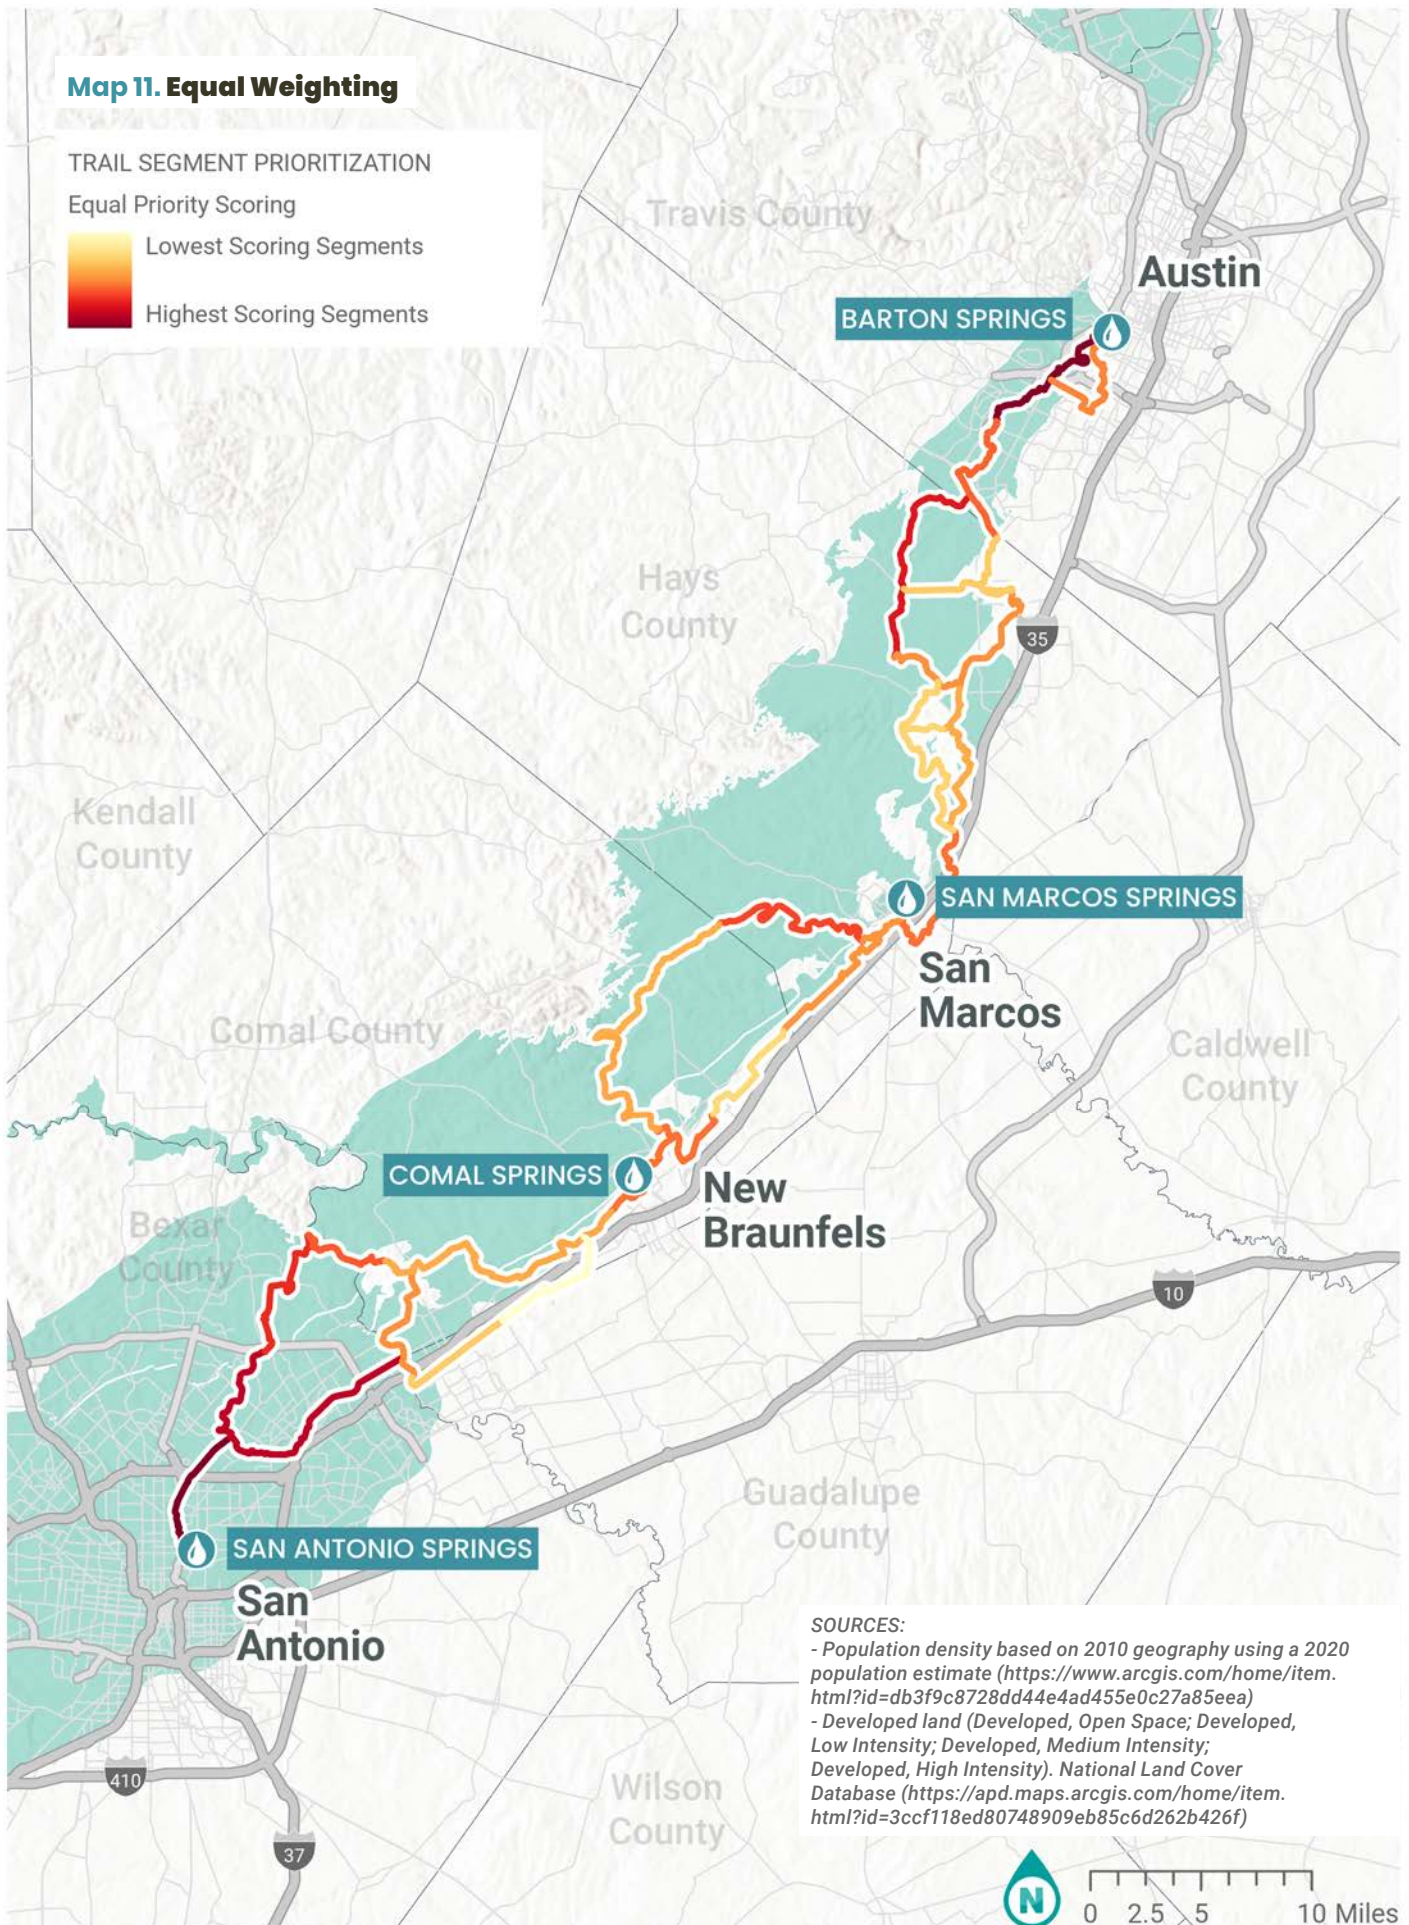 Map 11. Equal Weighting
TRAIL SEGMENT PRIORITIZATION
Equal Priority Scoring
Lowest Scoring Segments
Highest Scoring Segments
Travis County
Austin
BARTON SPRINGS
Hays
County
35
Kendall
County
SAN MARCOS SPRINGS
San
Marcos
Comal County
Caldwell
County
COMAL SPRINGS
New
Braunfels
Bexar
County
10
Guadalupe
County
SAN ANTONIO SPRINGS
San
Antonio
SOURCES:
- Population density based on 2010 geography using a 2020
population estimate (https://www.arcgis.com/home/item.
html?id=db3f9c8728dd44e4ad455e0c27a85eea)
- Developed land (Developed, Open Space; Developed,
Low Intensity; Developed, Medium Intensity;
Developed, High Intensity). National Land Cover
Database (https://apd.maps.arcgis.com/home/item.
html?id=3ccf118ed80748909eb85c6d262b426f)
410
Wilson
County
37
N
0 2.5 5 10 Miles